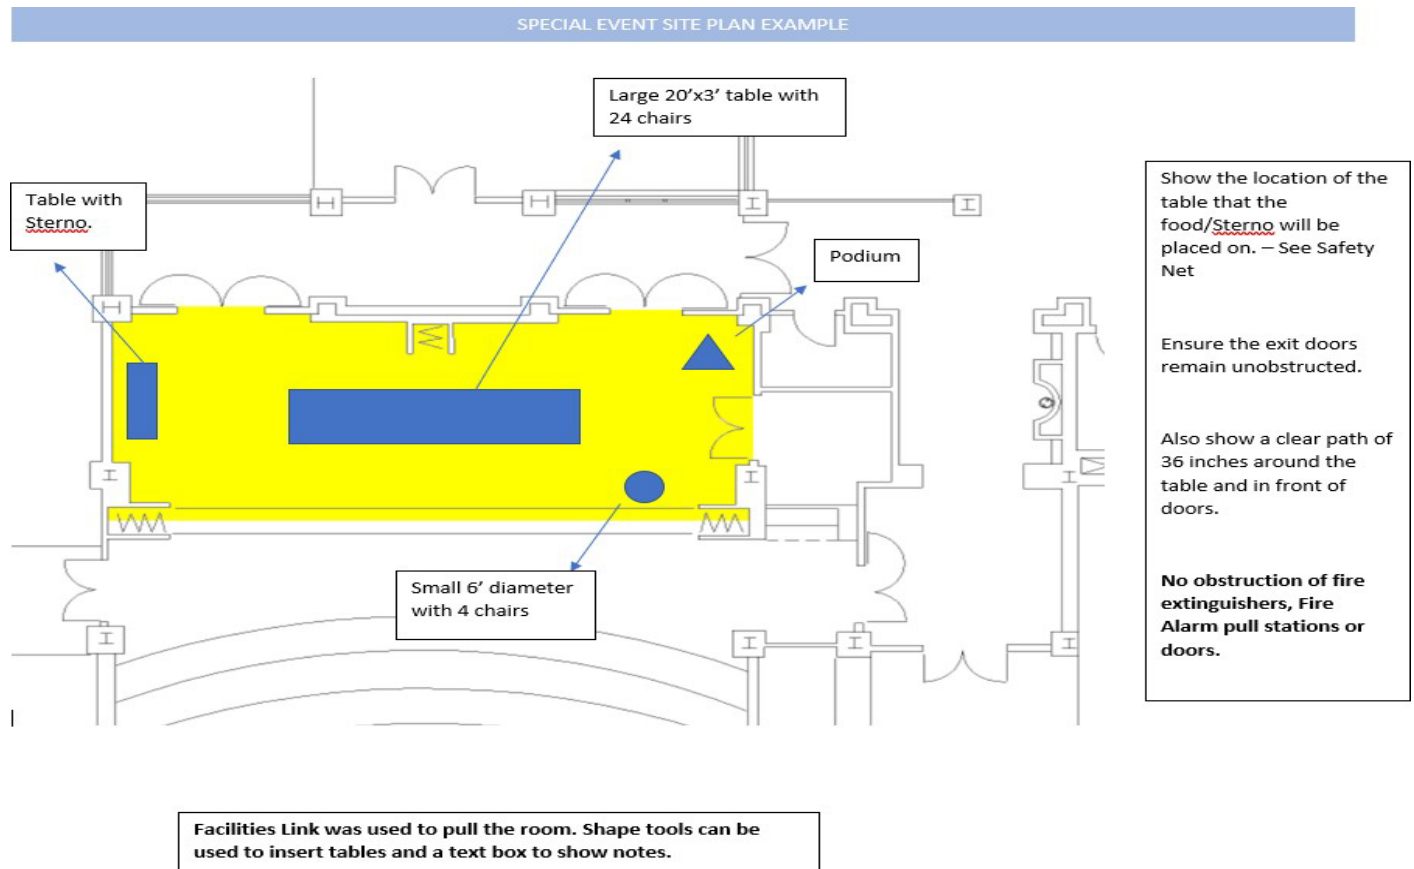 SPECIAL EVENT SITE PLAN EXAMPLE
Large 20’x3’ table with
24 chairs
Table with
Sterno.
Podium
Small 6’ diameter
with 4 chairs
Show the location of the
table that the
food/Sterno will be
placed on. – See Safety
Net
Ensure the exit doors
remain unobstructed.
Also show a clear path of
36 inches around the
table and in front of
doors.
No obstruction of fire
extinguishers, Fire
Alarm pull stations or
doors.
Facilities Link was used to pull the room. Shape tools can be
used to insert tables and a text box to show notes.